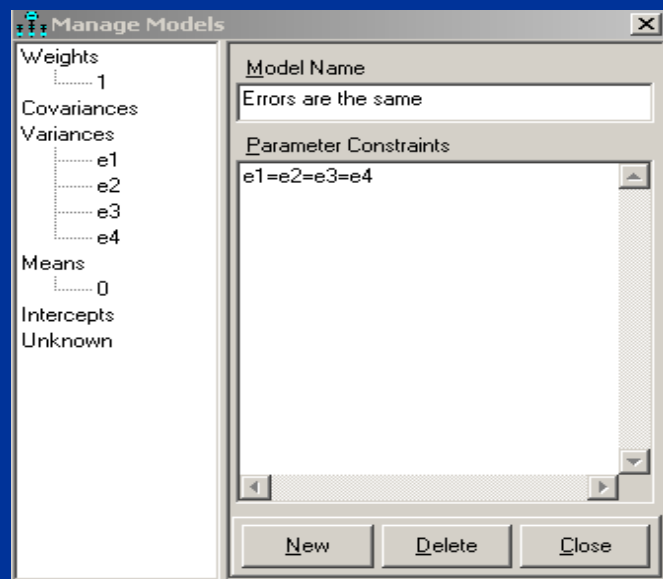 Manage Models
Weights
1
Covariances
Variances
e1
e2
e3
e4
Means
0
Intercepts
Unknown
Model Name
Errors are the same
Parameter Constraints
e1=e2=e3=e4
New
Delete
Close